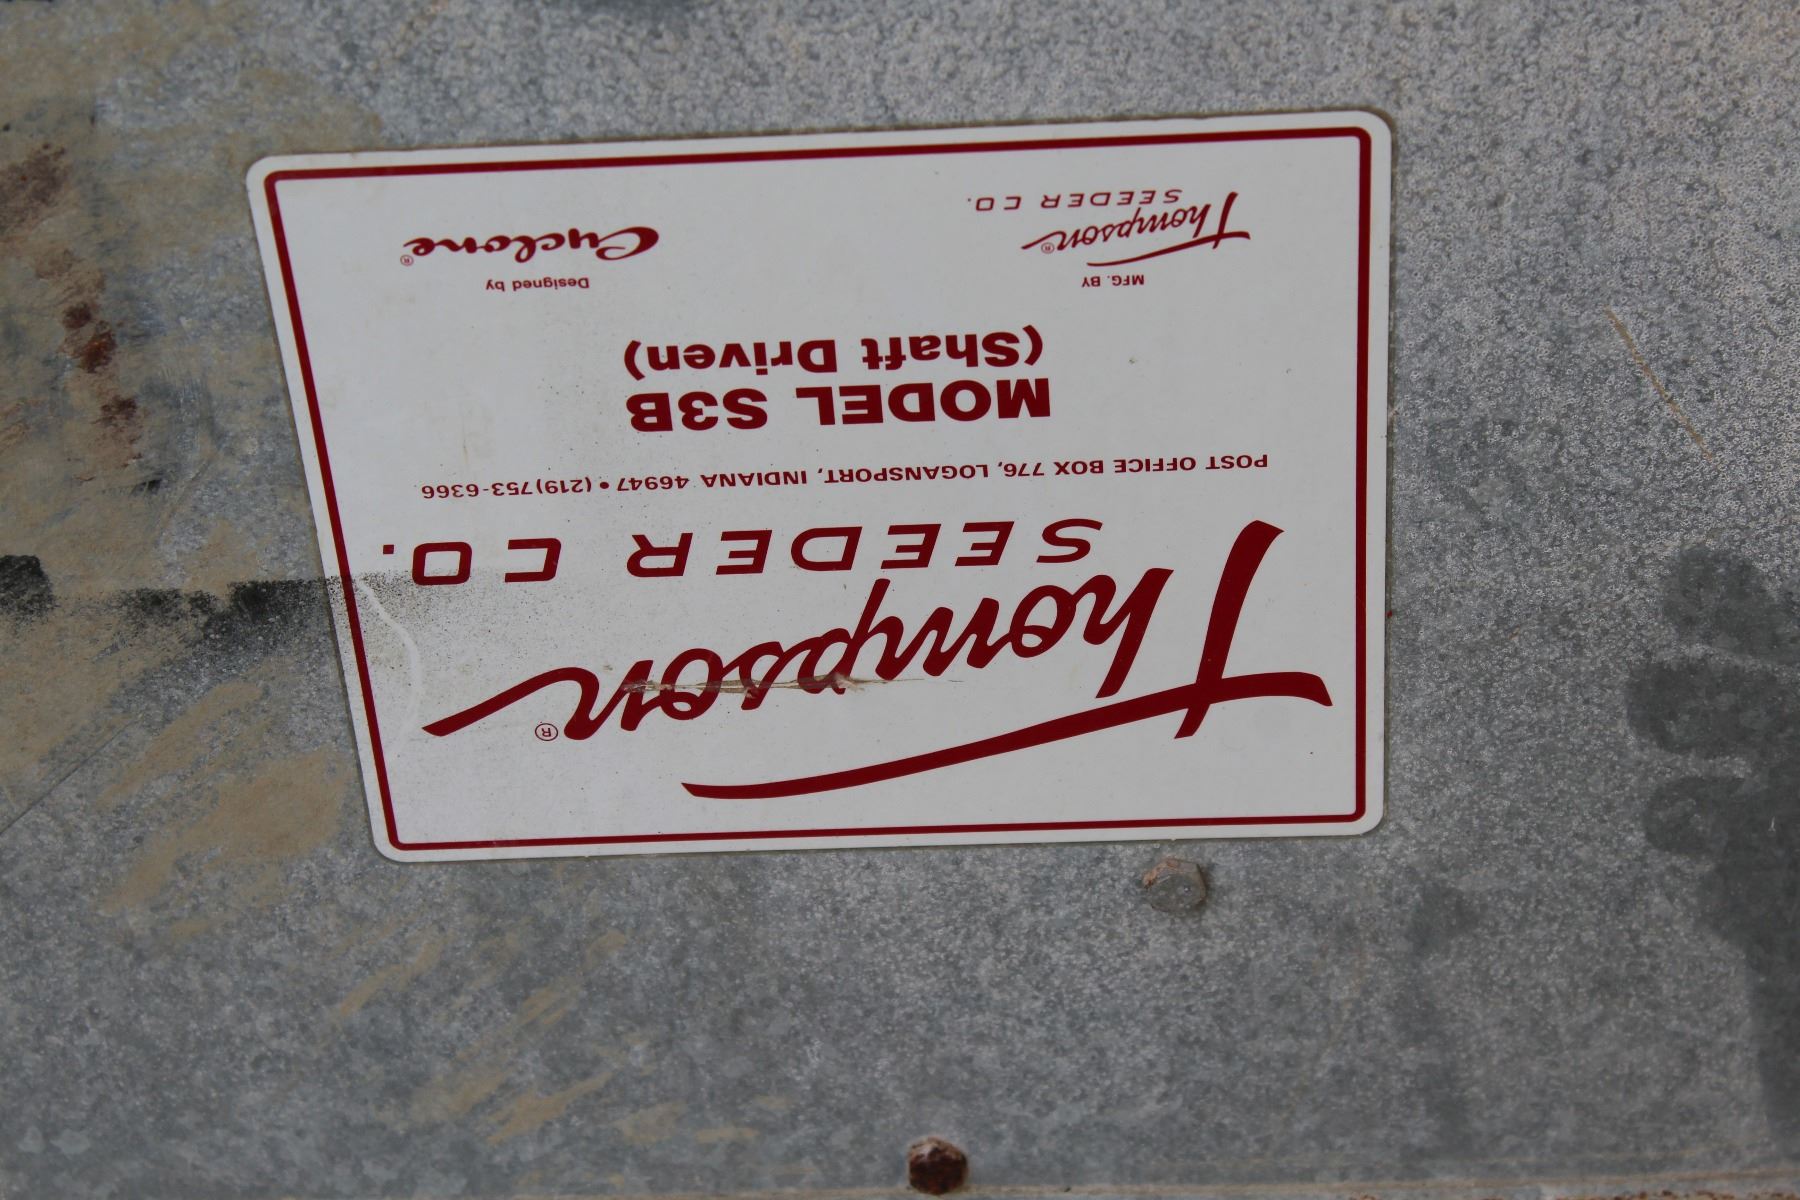 Thompson®
SEEDER CO.
POST OFFICE BOX 776, LOGANSPORT, INDIANA 46947 • (219)753-6366
MODEL S3B
(Shaft Driven)
MFG. BY
Thompson®
SEEDER CO.
Designed by
Cyclone®